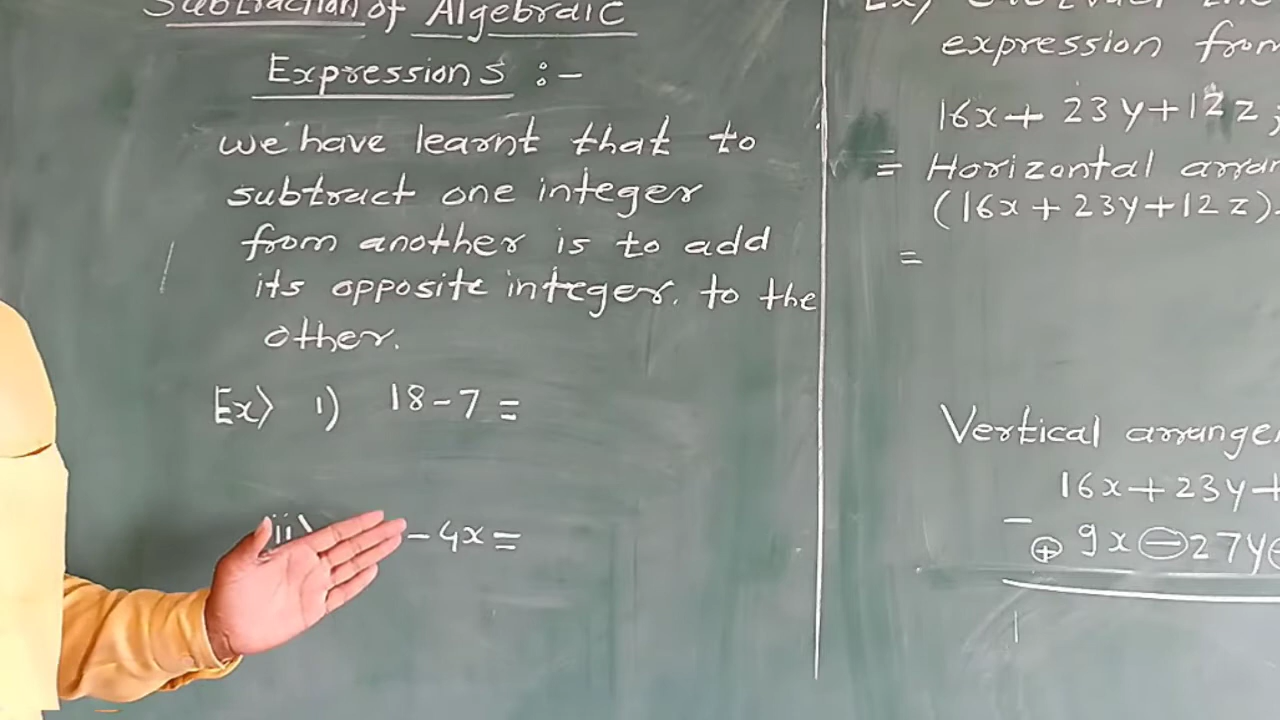 Subtraction of Algebraic
Expressions :-
we have learnt that to
subtract one integer
from another is to add
its opposite integer. to the
other.
Ex) i) 18-7=
ii) -4x=
expression from
16x+ 23y+12z,
= Horizontal
(16x + 23y+12z)
=
Vertical
16x+23y+
-
⊕ 9x ⊖27y